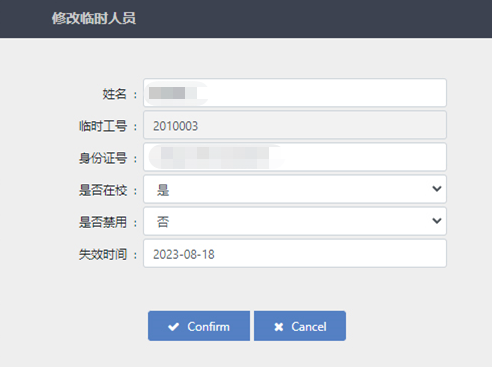 修改临时人员
姓名 :
临时工号 : 2010003
身份证号 :
是否在校 : 是
是否禁用 : 否
失效时间 : 2023-08-18
Confirm Cancel